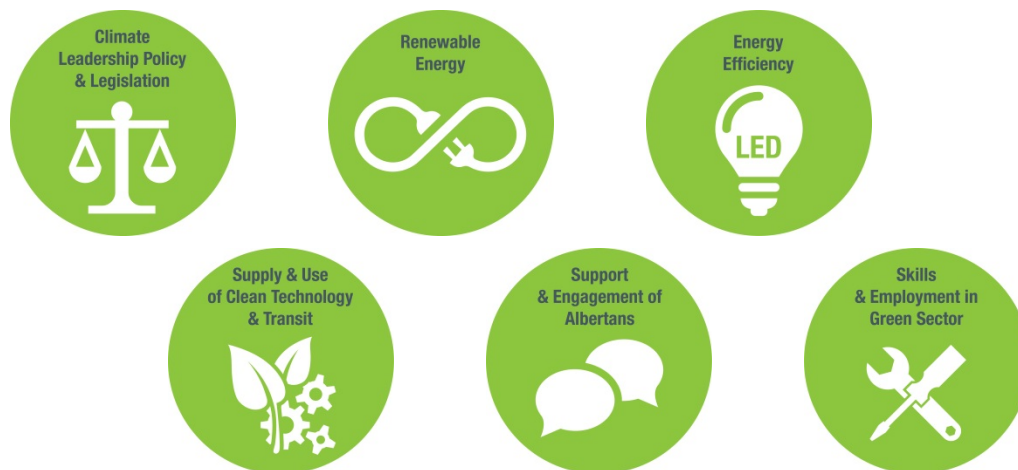 Climate
Leadership Policy
& Legislation
Renewable
Energy
Energy
Efficiency
LED
Supply & Use
of Clean Technology
& Transit
Support
& Engagement of
Albertans
Skills
& Employment in
Green Sector